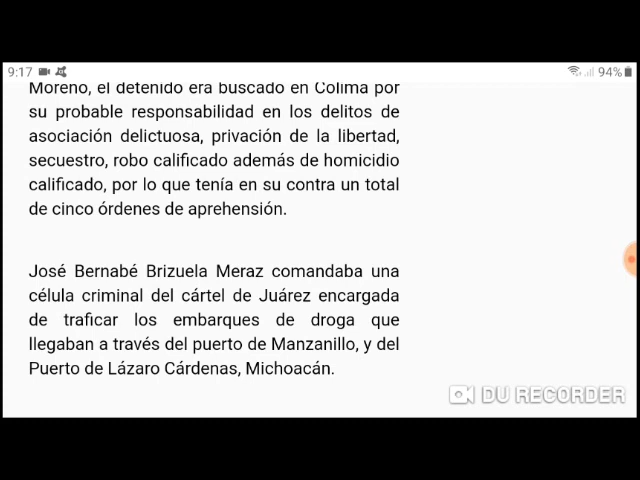 9:17
94%
Moreno, el detenido era buscado en Colima por
su probable responsabilidad en los delitos de
asociación delictuosa, privación de la libertad,
secuestro, robo calificado además de homicidio
calificado, por lo que tenía en su contra un total
de cinco órdenes de aprehensión.
José Bernabé Brizuela Meraz comandaba una
célula criminal del cártel de Juárez encargada
de traficar los embarques de droga que
llegaban a través del puerto de Manzanillo, y del
Puerto de Lázaro Cárdenas, Michoacán.
DU RECORDER